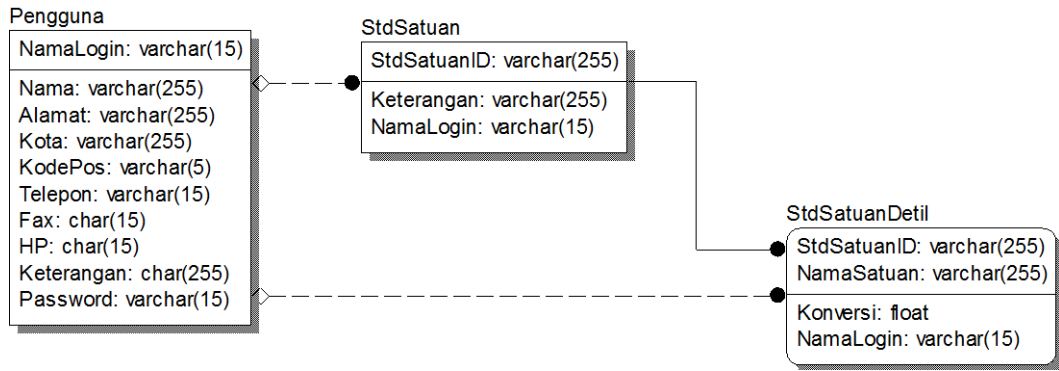 Pengguna
NamaLogin: varchar(15)
Nama: varchar(255)
Alamat: varchar(255)
Kota: varchar(255)
KodePos: varchar(5)
Telepon: varchar(15)
Fax: char(15)
HP: char(15)
Keterangan: char(255)
Password: varchar(15)
StdSatuan
StdSatuanID: varchar(255)
Keterangan: varchar(255)
NamaLogin: varchar(15)
StdSatuanDetil
StdSatuanID: varchar(255)
NamaSatuan: varchar(255)
Konversi: float
NamaLogin: varchar(15)